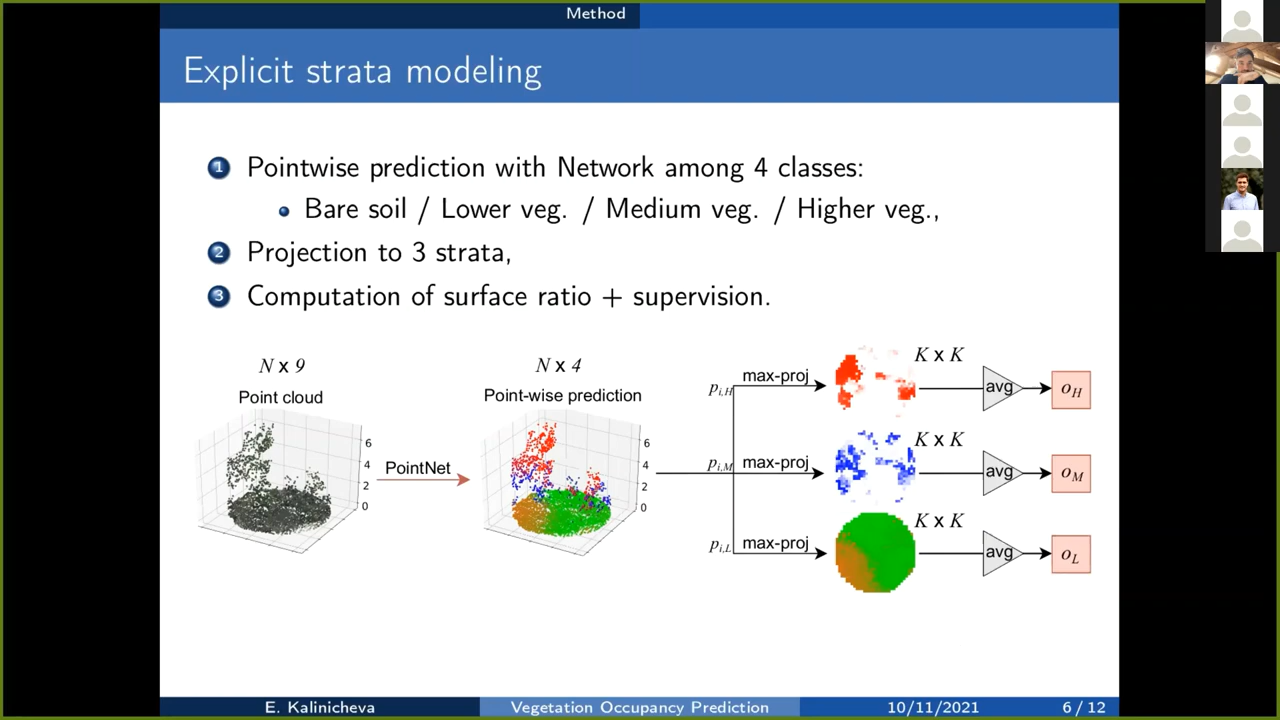 Method
Explicit strata modeling
1 Pointwise prediction with Network among 4 classes:
Bare soil / Lower veg. / Medium veg. / Higher veg.,
2 Projection to 3 strata,
3 Computation of surface ratio + supervision.
N x 9
Point cloud
6
4
2
0
PointNet
N x 4
Point-wise prediction
6
4
2
0
p_{i,H}
max-proj
K x K
avg
o_H
p_{i,M}
max-proj
K x K
avg
o_M
p_{i,L}
max-proj
K x K
avg
o_L
E. Kalinicheva
Vegetation Occupancy Prediction
10/11/2021
6 / 12